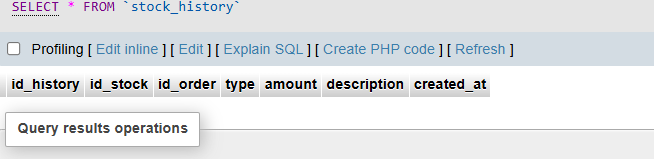 SELECT * FROM `stock_history`
Profiling [ Edit inline ] [ Edit ] [ Explain SQL ] [ Create PHP code ] [ Refresh ]
id_history id_stock id_order type amount description created_at
Query results operations